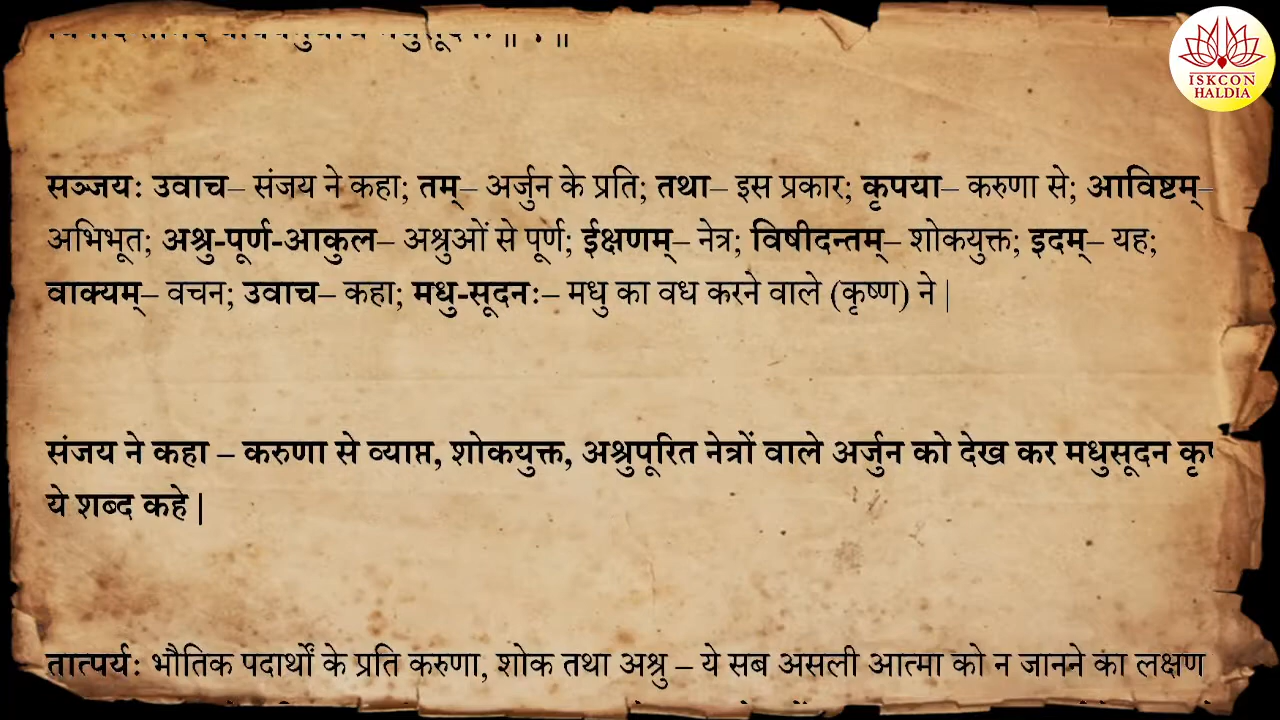 ISKCON
HALDIA
सञ्जयः उवाच– संजय ने कहा; तम्– अर्जुन के प्रति; तथा– इस प्रकार; कृपया– करुणा से; आविष्टम्–
अभिभूत; अश्रु-पूर्ण-आकुल– अश्रुओं से पूर्ण; ईक्षणम्– नेत्र; विषीदन्तम्– शोकयुक्त; इदम्– यह;
वाक्यम्– वचन; उवाच– कहा; मधु-सूदनः– मधु का वध करने वाले (कृष्ण) ने |
संजय ने कहा – करुणा से व्याप्त, शोकयुक्त, अश्रुपूरित नेत्रों वाले अर्जुन को देख कर मधुसूदन
ये शब्द कहे |
तात्पर्यः भौतिक पदार्थों के प्रति करुणा, शोक तथा अश्रु – ये सब असली आत्मा को न जानने का लक्षण